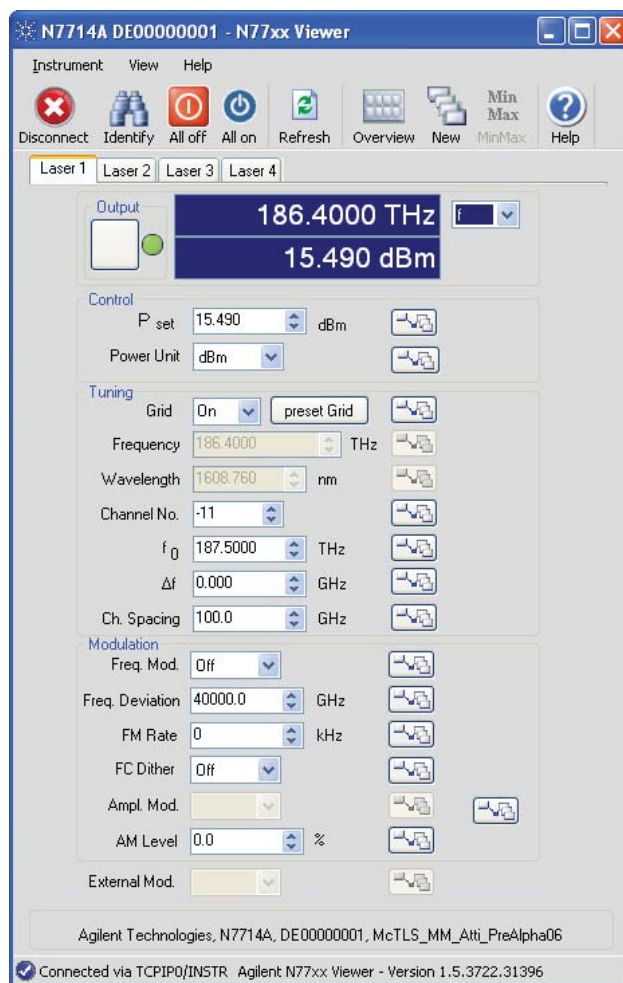 N7714A DE00000001 - N77xx Viewer
Instrument View Help
Disconnect Identify All off All on Refresh Overview New MinMax Help
Min
Max
Laser 1 Laser 2 Laser 3 Laser 4
Output
186.4000 THz f
15.490 dBm
Control
P set 15.490 dBm
Power Unit dBm
Tuning
Grid On preset Grid
Frequency 186.4000 THz
Wavelength 1608.760 nm
Channel No. -11
f 0 187.5000 THz
Δf 0.000 GHz
Ch. Spacing 100.0 GHz
Modulation
Freq. Mod. Off
Freq. Deviation 40000.0 GHz
FM Rate 0 kHz
FC Dither Off
Ampl. Mod.
AM Level 0.0 %
External Mod.
Agilent Technologies, N7714A, DE00000001, McTLS_MM_Atti_PreAlpha06
Connected via TCPIP0/INSTR Agilent N77xx Viewer - Version 1.5.3722.31396